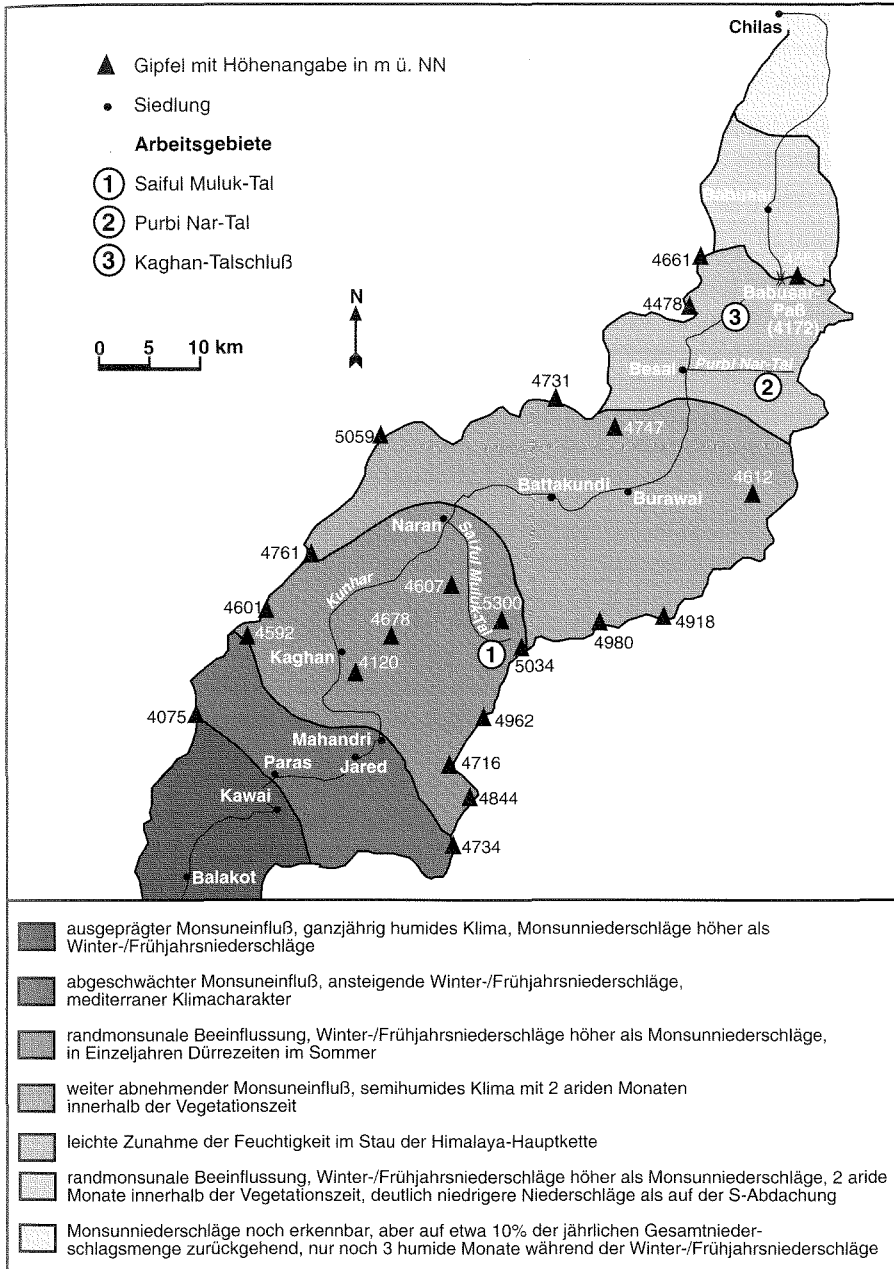 Chilas
Gipfel mit Höhenangabe in m ü. NN
Siedlung
Arbeitsgebiete
1 Saiful Muluk-Tal
2 Purbi Nar-Tal
3 Kaghan-Talschluß
N
0 5 10 km
4661
4478
Babusar-
Paß
(4172)
3
Besal
Purbi Nar-Tal
2
4731
4747
5059
4612
Battakundi
Burawai
Naran
Saiful Muluk-Tal
4761
Kunhar
4607
4601
4592
4678
5300
4980
4918
Kaghan
4120
1
5034
4075
4962
Mahandri
Paras
Jared
4716
Kawai
4844
4734
Balakot
ausgeprägter Monsuneinfluß, ganzjährig humides Klima, Monsunniederschläge höher als
Winter-/Frühjahrsniederschläge
abgeschwächter Monsuneinfluß, ansteigende Winter-/Frühjahrsniederschläge,
mediterraner Klimacharakter
randmonsunale Beeinflussung, Winter-/Frühjahrsniederschläge höher als Monsunniederschläge,
in Einzeljahren Dürrezeiten im Sommer
weiter abnehmender Monsuneinfluß, semihumides Klima mit 2 ariden Monaten
innerhalb der Vegetationszeit
leichte Zunahme der Feuchtigkeit im Stau der Himalaya-Hauptkette
randmonsunale Beeinflussung, Winter-/Frühjahrsniederschläge höher als Monsunniederschläge, 2 aride
Monate innerhalb der Vegetationszeit, deutlich niedrigere Niederschläge als auf der S-Abdachung
Monsunniederschläge noch erkennbar, aber auf etwa 10% der jährlichen Gesamtnieder-
schlagsmenge zurückgehend, nur noch 3 humide Monate während der Winter-/Frühjahrsniederschläge